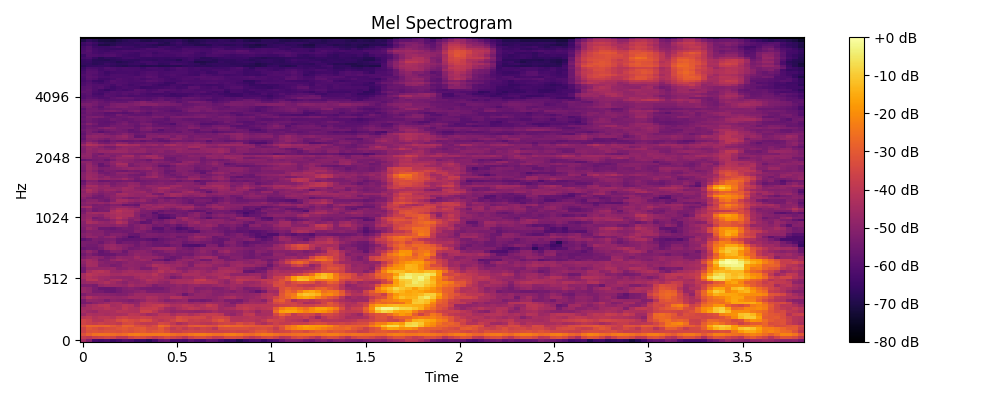 Mel Spectrogram
+0 dB
4096
-10 dB
-20 dB
2048
-30 dB
Hz
1024
-40 dB
-50 dB
512
-60 dB
-70 dB
0
-80 dB
0 0.5 1 1.5 2 2.5 3 3.5
Time